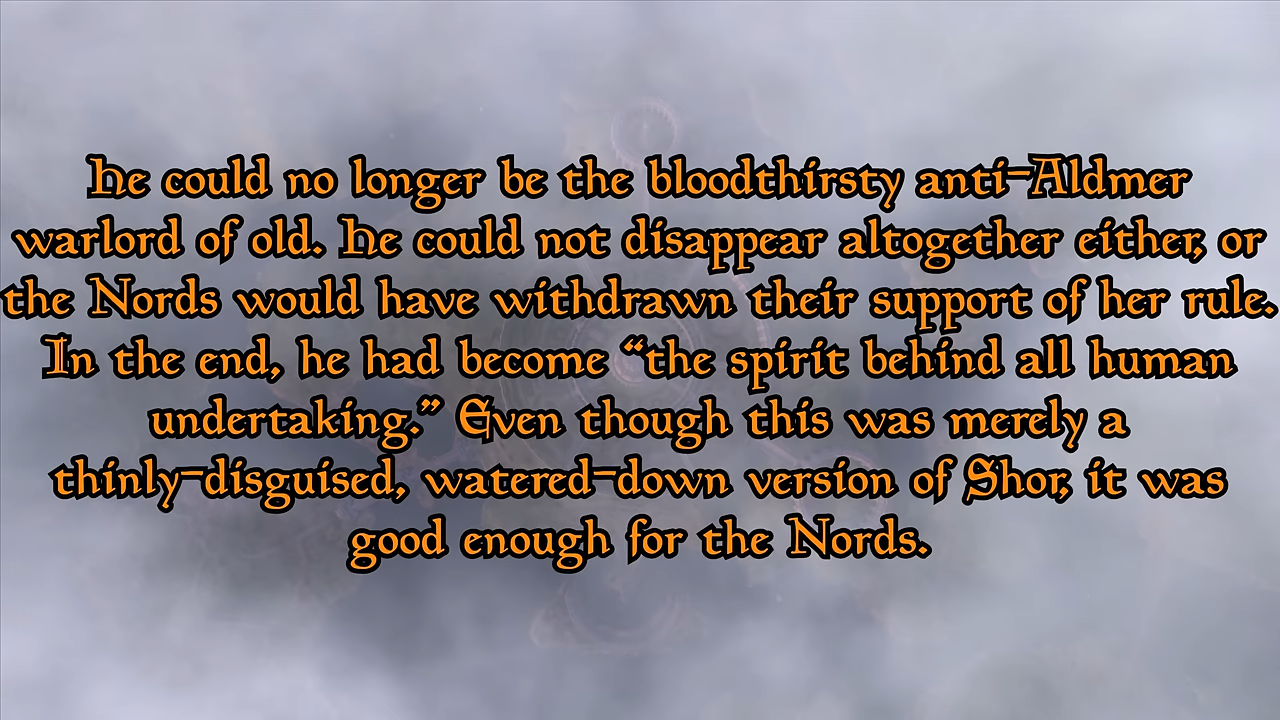 He could no longer be the bloodthirsty anti-Aldmer
warlord of old. He could not disappear altogether either, or
the Nords would have withdrawn their support of her rule.
In the end, he had become “the spirit behind all human
undertaking.” Even though this was merely a
thinly-disguised, watered-down version of Shor, it was
good enough for the Nords.